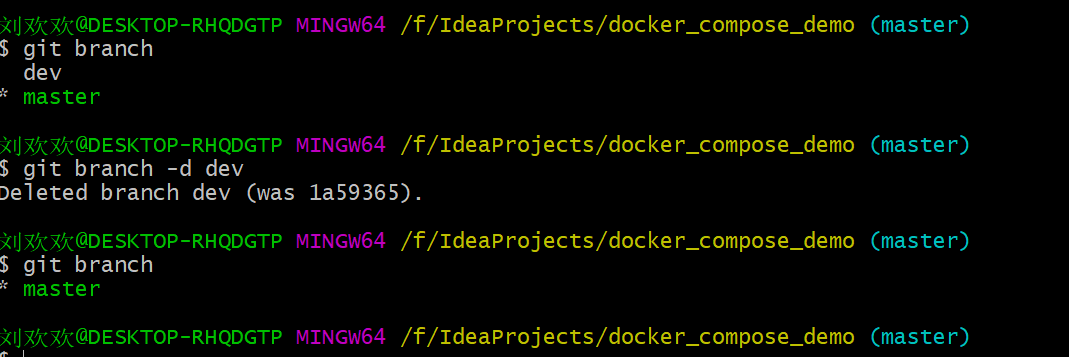 刘欢欢@DESKTOP-RHQDGTP MINGW64 /f/IdeaProjects/docker_compose_demo (master)
$ git branch
  dev
* master
刘欢欢@DESKTOP-RHQDGTP MINGW64 /f/IdeaProjects/docker_compose_demo (master)
$ git branch -d dev
Deleted branch dev (was 1a59365).
刘欢欢@DESKTOP-RHQDGTP MINGW64 /f/IdeaProjects/docker_compose_demo (master)
$ git branch
* master
刘欢欢@DESKTOP-RHQDGTP MINGW64 /f/IdeaProjects/docker_compose_demo (master)
$